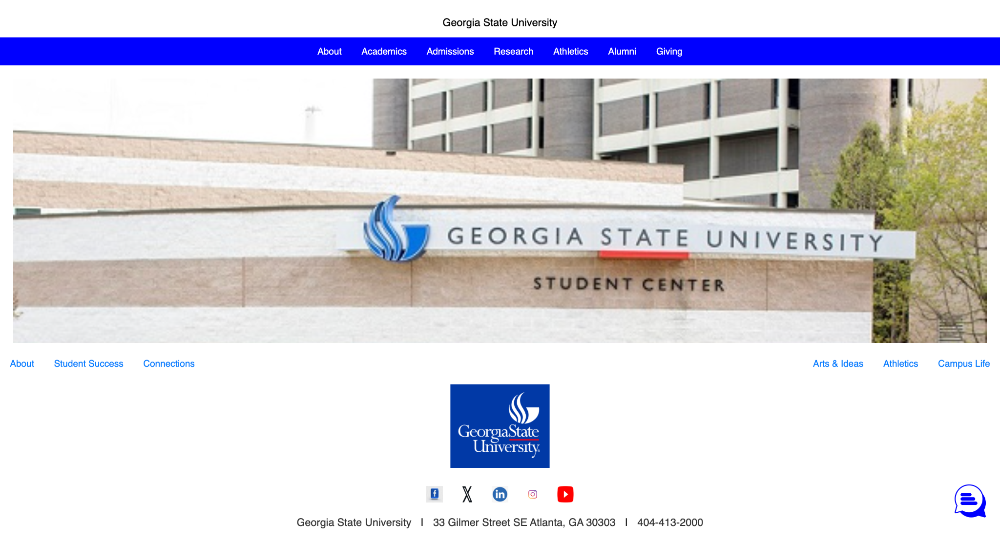 Georgia State University
About Academics Admissions Research Athletics Alumni Giving
GEORGIA STATE UNIVERSITY
STUDENT CENTER
About Student Success Connections Arts & Ideas Athletics Campus Life
GeorgiaState
University®
f X in
Georgia State University | 33 Gilmer Street SE Atlanta, GA 30303 | 404-413-2000